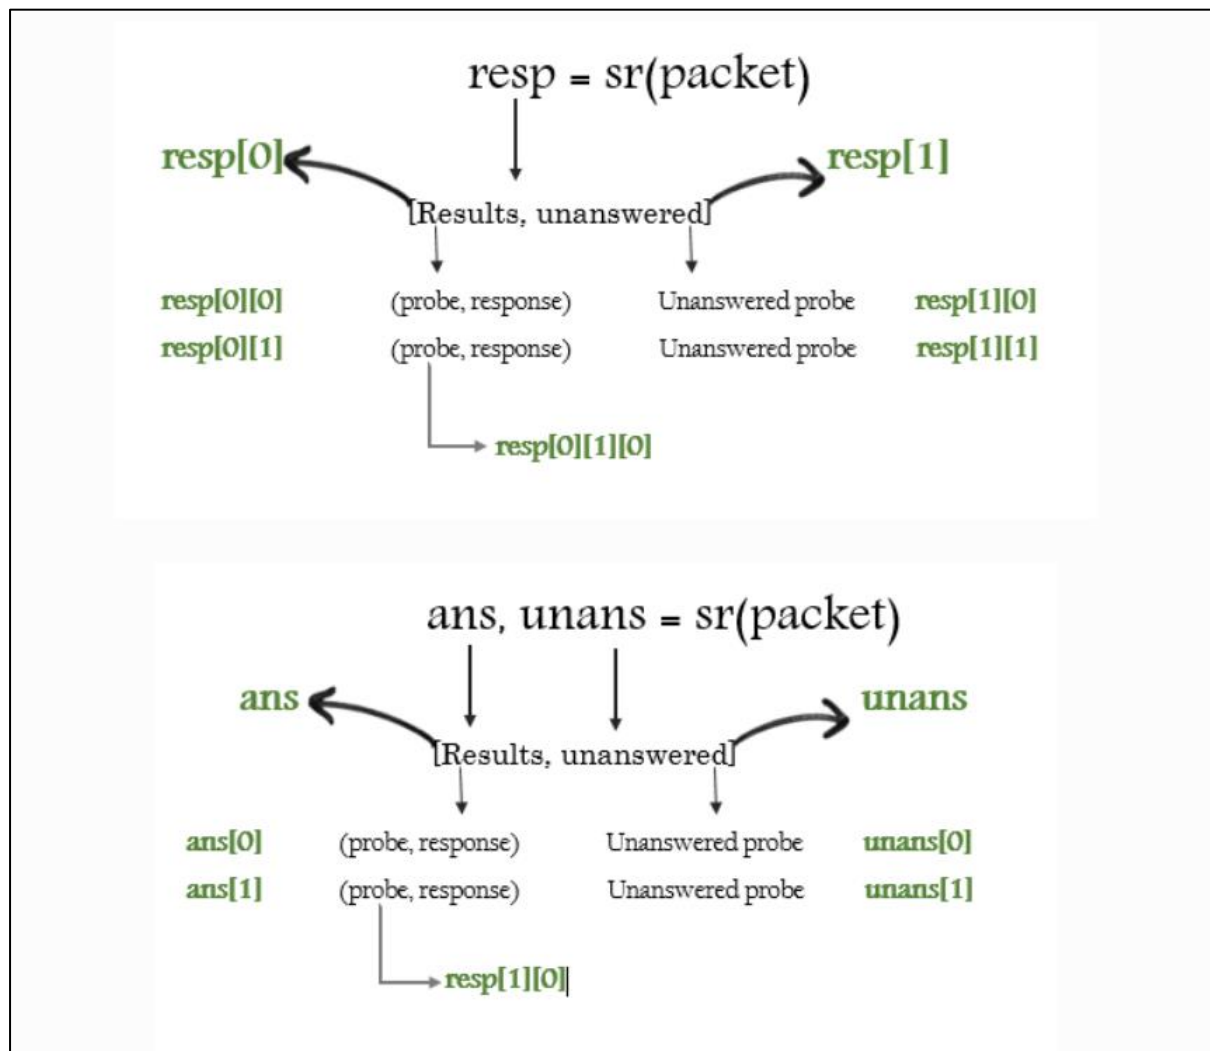 resp = sr(packet)
resp[0] resp[1]
[Results, unanswered]
resp[0][0] (probe, response) Unanswered probe resp[1][0]
resp[0][1] (probe, response) Unanswered probe resp[1][1]
resp[0][1][0]
ans, unans = sr(packet)
ans unans
[Results, unanswered]
ans[0] (probe, response) Unanswered probe unans[0]
ans[1] (probe, response) Unanswered probe unans[1]
resp[1][0]